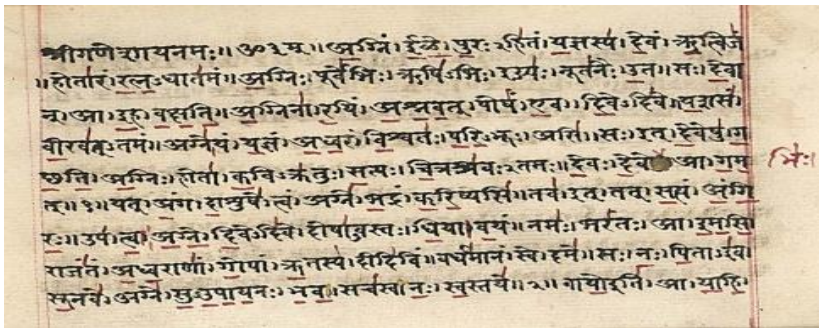 श्रीगणेशायनमः॥ॐ३म्॥अग्निं।ईळे।पुरःऽहितं।यज्ञस्य।देवं।ऋत्विजं
॥होतारं।रत्नऽधातमं॥अग्निः।पूर्वेभिः।ऋषिऽभिः।ईड्यः।नूतनैः।उत॥सः।देवा
न्।आ।इह।वक्षति॥अग्निना।रयिं।अश्नवत्।पोषं।एव।दिवेऽदिवे॥यशसं
वीरवत्ऽतमं॥अग्ने।यं।यज्ञं।अध्वरं।विश्वतः।परिऽभूः।असि॥सः।इत्।देवेषु।ग
च्छति॥अग्निः।होता।कविऽक्रतुः।सत्यः।चित्रश्रवःऽतमः॥देवः।देवे।आ।गम भिः।
त्॥१॥यत्।अंग।दाशुषे।त्वं।अग्ने।भद्रं।करिष्यसि॥तव।इत्।तत्।सत्यं।अंगि
रः॥उप।त्वा।अग्ने।दिवेऽदिवे।दोषाऽवस्तः।धिया।वयं॥नमः।भरंतः।आ।इमसि
राजंतं।अध्वराणां।गोपां।ऋतस्य।दीदिविं॥वर्धमानं।स्वे।दमे॥सः।नः।पिताऽइव
सूनवे।अग्ने।सुऽउपायनः।भव॥सचस्व।नः।स्वस्तये॥२॥वायोइति।आ।याहि।